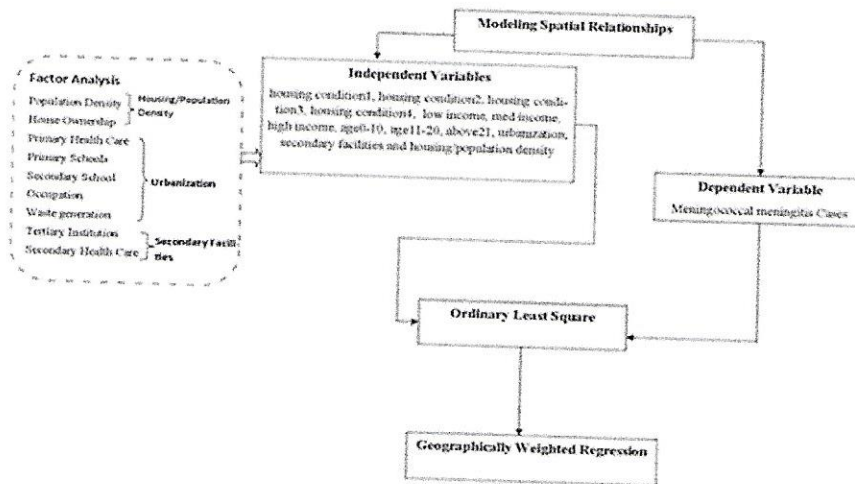 Modeling Spatial Relationships
Independent Variables
housing condition1, housing condition2, housing condi-
tion3, housing condition4, low income, med income,
high income, age0-10, age11-20, above21, urbanization,
secondary facilities and housing/population density
Factor Analysis
Population Density
House Ownership
Housing/Population
Density
Primary Health Care
Primary Schools
Secondary School
Occupation
Waste generation
Urbanization
Tertiary Institution
Secondary Health Care
Secondary Facili-
ties
Dependent Variable
Meningococcal meningitis Cases
Ordinary Least Square
Geographically Weighted Regression